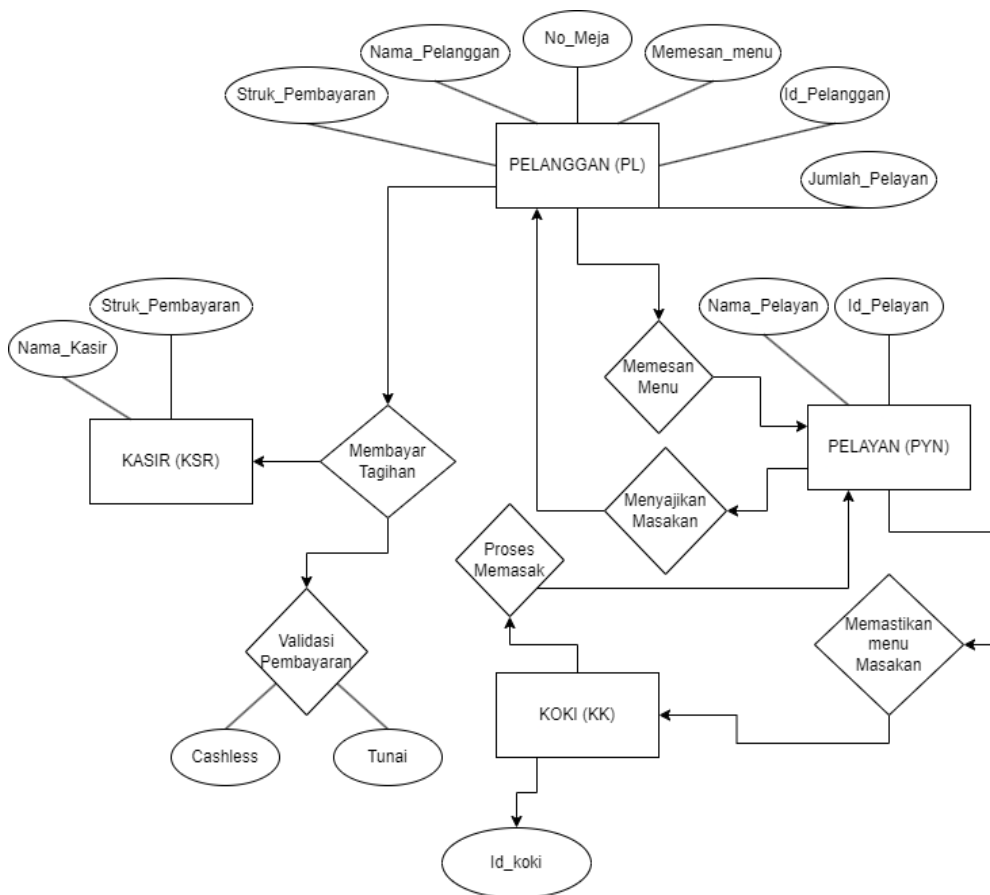 No_Meja
Nama_Pelanggan
Memesan_menu
Struk_Pembayaran
Id_Pelanggan
PELANGGAN (PL)
Jumlah_Pelayan
Struk_Pembayaran
Nama_Pelayan
Id_Pelayan
Nama_Kasir
Memesan
Menu
KASIR (KSR)
Membayar
Tagihan
PELAYAN (PYN)
Menyajikan
Masakan
Proses
Memasak
Validasi
Pembayaran
Memastikan
menu
Masakan
KOKI (KK)
Cashless
Tunai
Id_koki